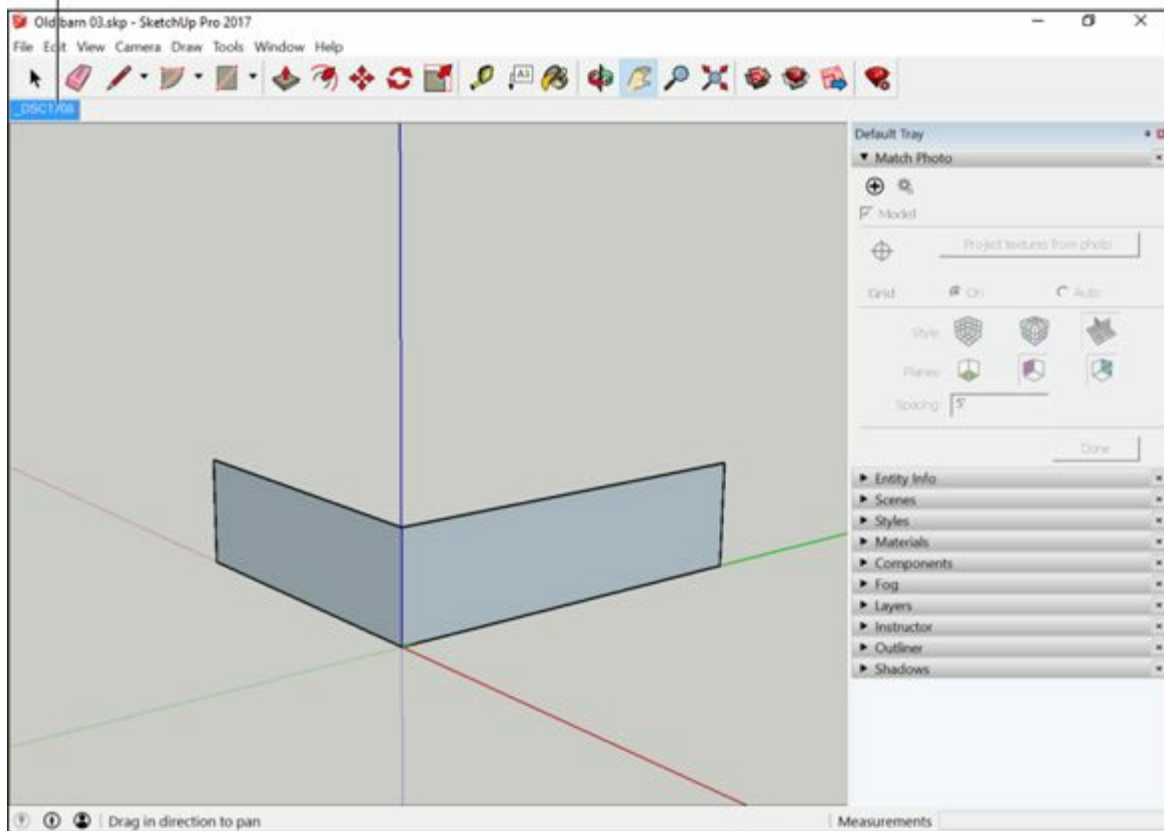 Old barn 03.skp - SketchUp Pro 2017
File Edit View Camera Draw Tools Window Help
A1
_DSC1708
Default Tray
Match Photo
Model
Project textures from photo
Grid On Auto
Style:
Planes:
Spacing: 5'
Done
Entity Info
Scenes
Styles
Materials
Components
Fog
Layers
Instructor
Outliner
Shadows
Drag in direction to pan
Measurements